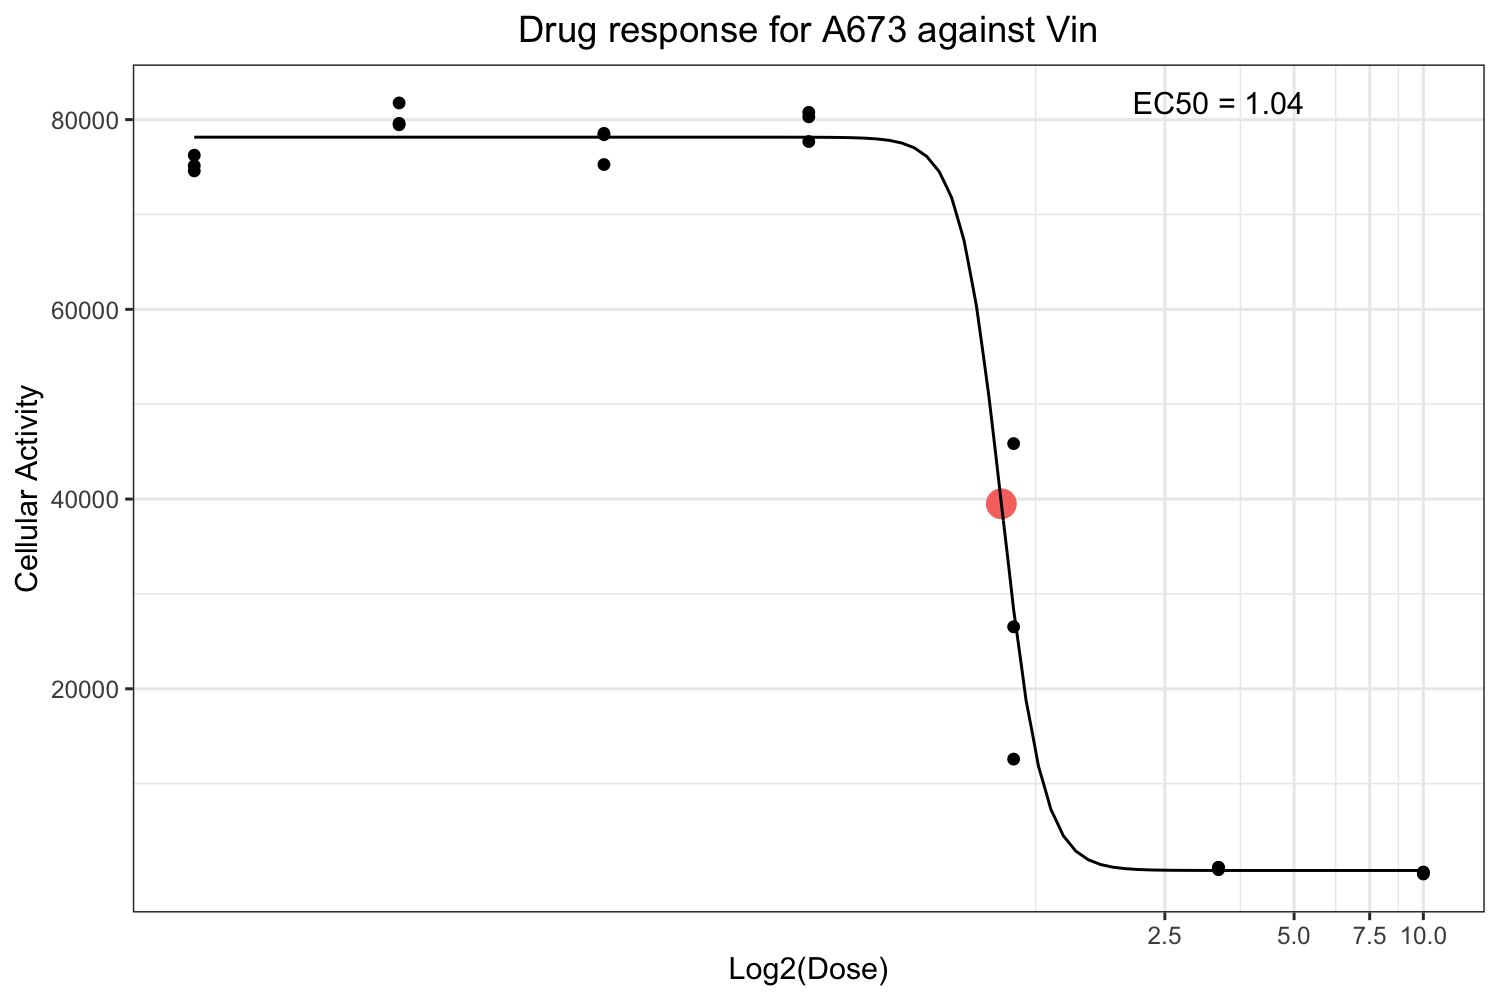 Drug response for A673 against Vin
EC50 = 1.04
80000
60000
40000
20000
Cellular Activity
2.5 5.0 7.5 10.0
Log2(Dose)